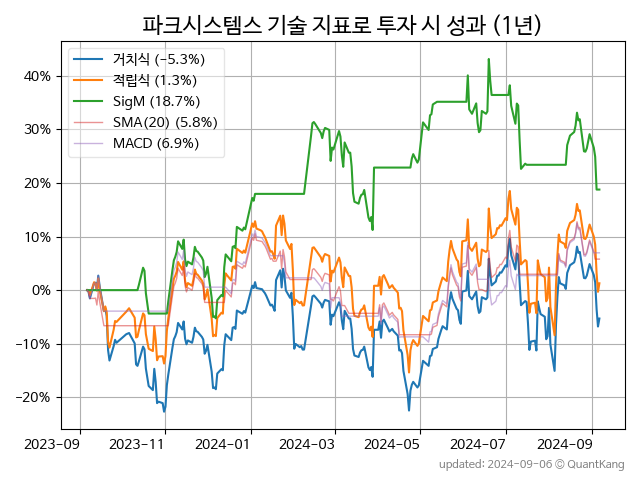 파크시스템스 기술 지표로 투자 시 성과 (1년)
거치식 (−5.3%)
적립식 (1.3%)
SigM (18.7%)
SMA(20) (5.8%)
MACD (6.9%)
40%
30%
20%
10%
0%
−10%
−20%
2023-09 2023-11 2024-01 2024-03 2024-05 2024-07 2024-09
updated: 2024-09-06 © QuantKang